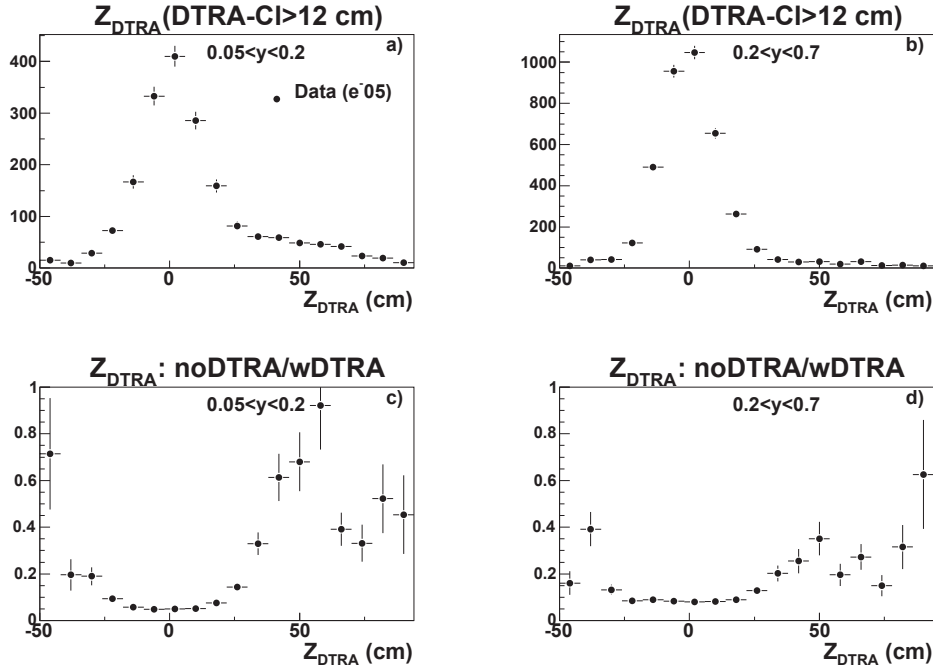 Z_DTRA(DTRA-Cl>12 cm)
a)
0.05<y<0.2
Data (e⁻05)
400
300
200
100
0
-50 0 50
Z_DTRA (cm)
Z_DTRA(DTRA-Cl>12 cm)
b)
0.2<y<0.7
1000
800
600
400
200
0
-50 0 50
Z_DTRA (cm)
Z_DTRA: noDTRA/wDTRA
c)
0.05<y<0.2
1
0.8
0.6
0.4
0.2
0
-50 0 50
Z_DTRA (cm)
Z_DTRA: noDTRA/wDTRA
d)
0.2<y<0.7
1
0.8
0.6
0.4
0.2
0
-50 0 50
Z_DTRA (cm)